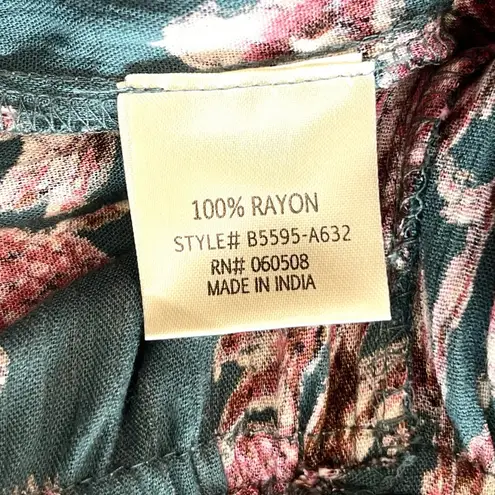 100% RAYON
STYLE# B5595-A632
RN# 060508
MADE IN INDIA